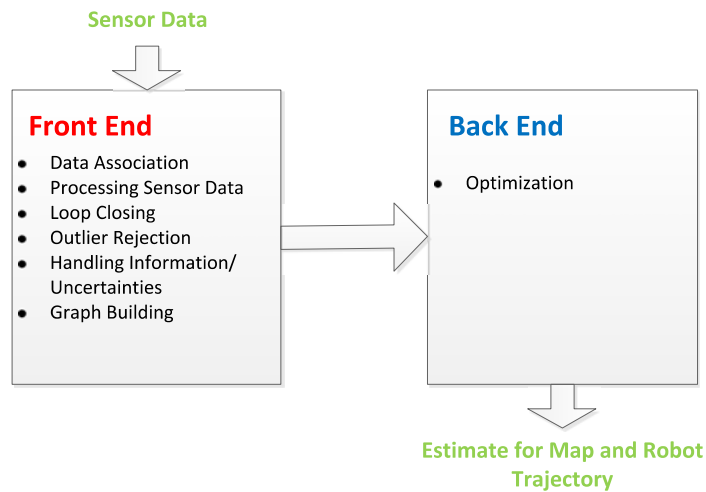 Sensor Data
Front End
• Data Association
• Processing Sensor Data
• Loop Closing
• Outlier Rejection
• Handling Information/
Uncertainties
• Graph Building
Back End
• Optimization
Estimate for Map and Robot
Trajectory